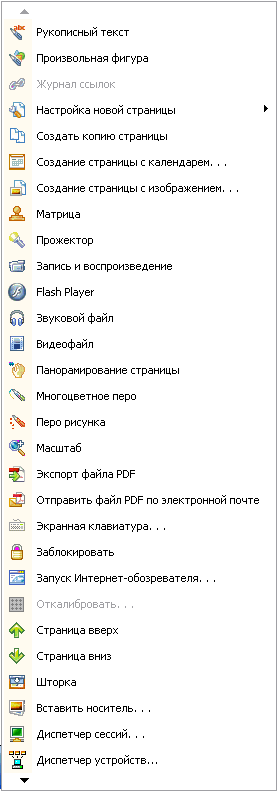 abc
Рукописный текст
Произвольная фигура
Журнал ссылок
Настройка новой страницы
Создать копию страницы
Создание страницы с календарем. . .
Создание страницы с изображением. . .
Матрица
Прожектор
Запись и воспроизведение
Flash Player
Звуковой файл
Видеофайл
Панорамирование страницы
Многоцветное перо
Перо рисунка
Масштаб
Экспорт файла PDF
Отправить файл PDF по электронной почте
Экранная клавиатура. . .
Заблокировать
Запуск Интернет-обозревателя. . .
Откалибровать. . .
Страница вверх
Страница вниз
Шторка
Вставить носитель. . .
Диспетчер сессий. . .
Диспетчер устройств...